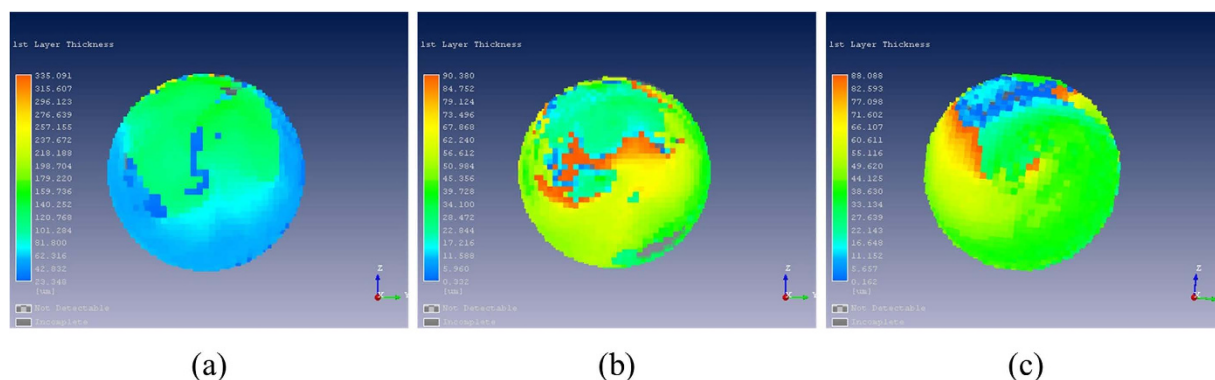 1st Layer Thickness
335.091
315.607
296.123
276.639
257.155
237.672
218.188
198.704
179.220
159.736
140.252
120.768
101.284
81.800
62.316
42.832
23.348
[um]
Not Detectable
Incomplete
Z
X
Y
(a)
1st Layer Thickness
90.380
84.752
79.124
73.496
67.868
62.240
56.612
50.984
45.356
39.728
34.100
28.472
22.844
17.216
11.588
5.960
0.332
[um]
Not Detectable
Incomplete
Z
X
Y
(b)
1st Layer Thickness
88.088
82.593
77.098
71.602
66.107
60.611
55.116
49.620
44.125
38.630
33.134
27.639
22.143
16.648
11.152
5.657
0.162
[um]
Not Detectable
Incomplete
Z
X
Y
(c)